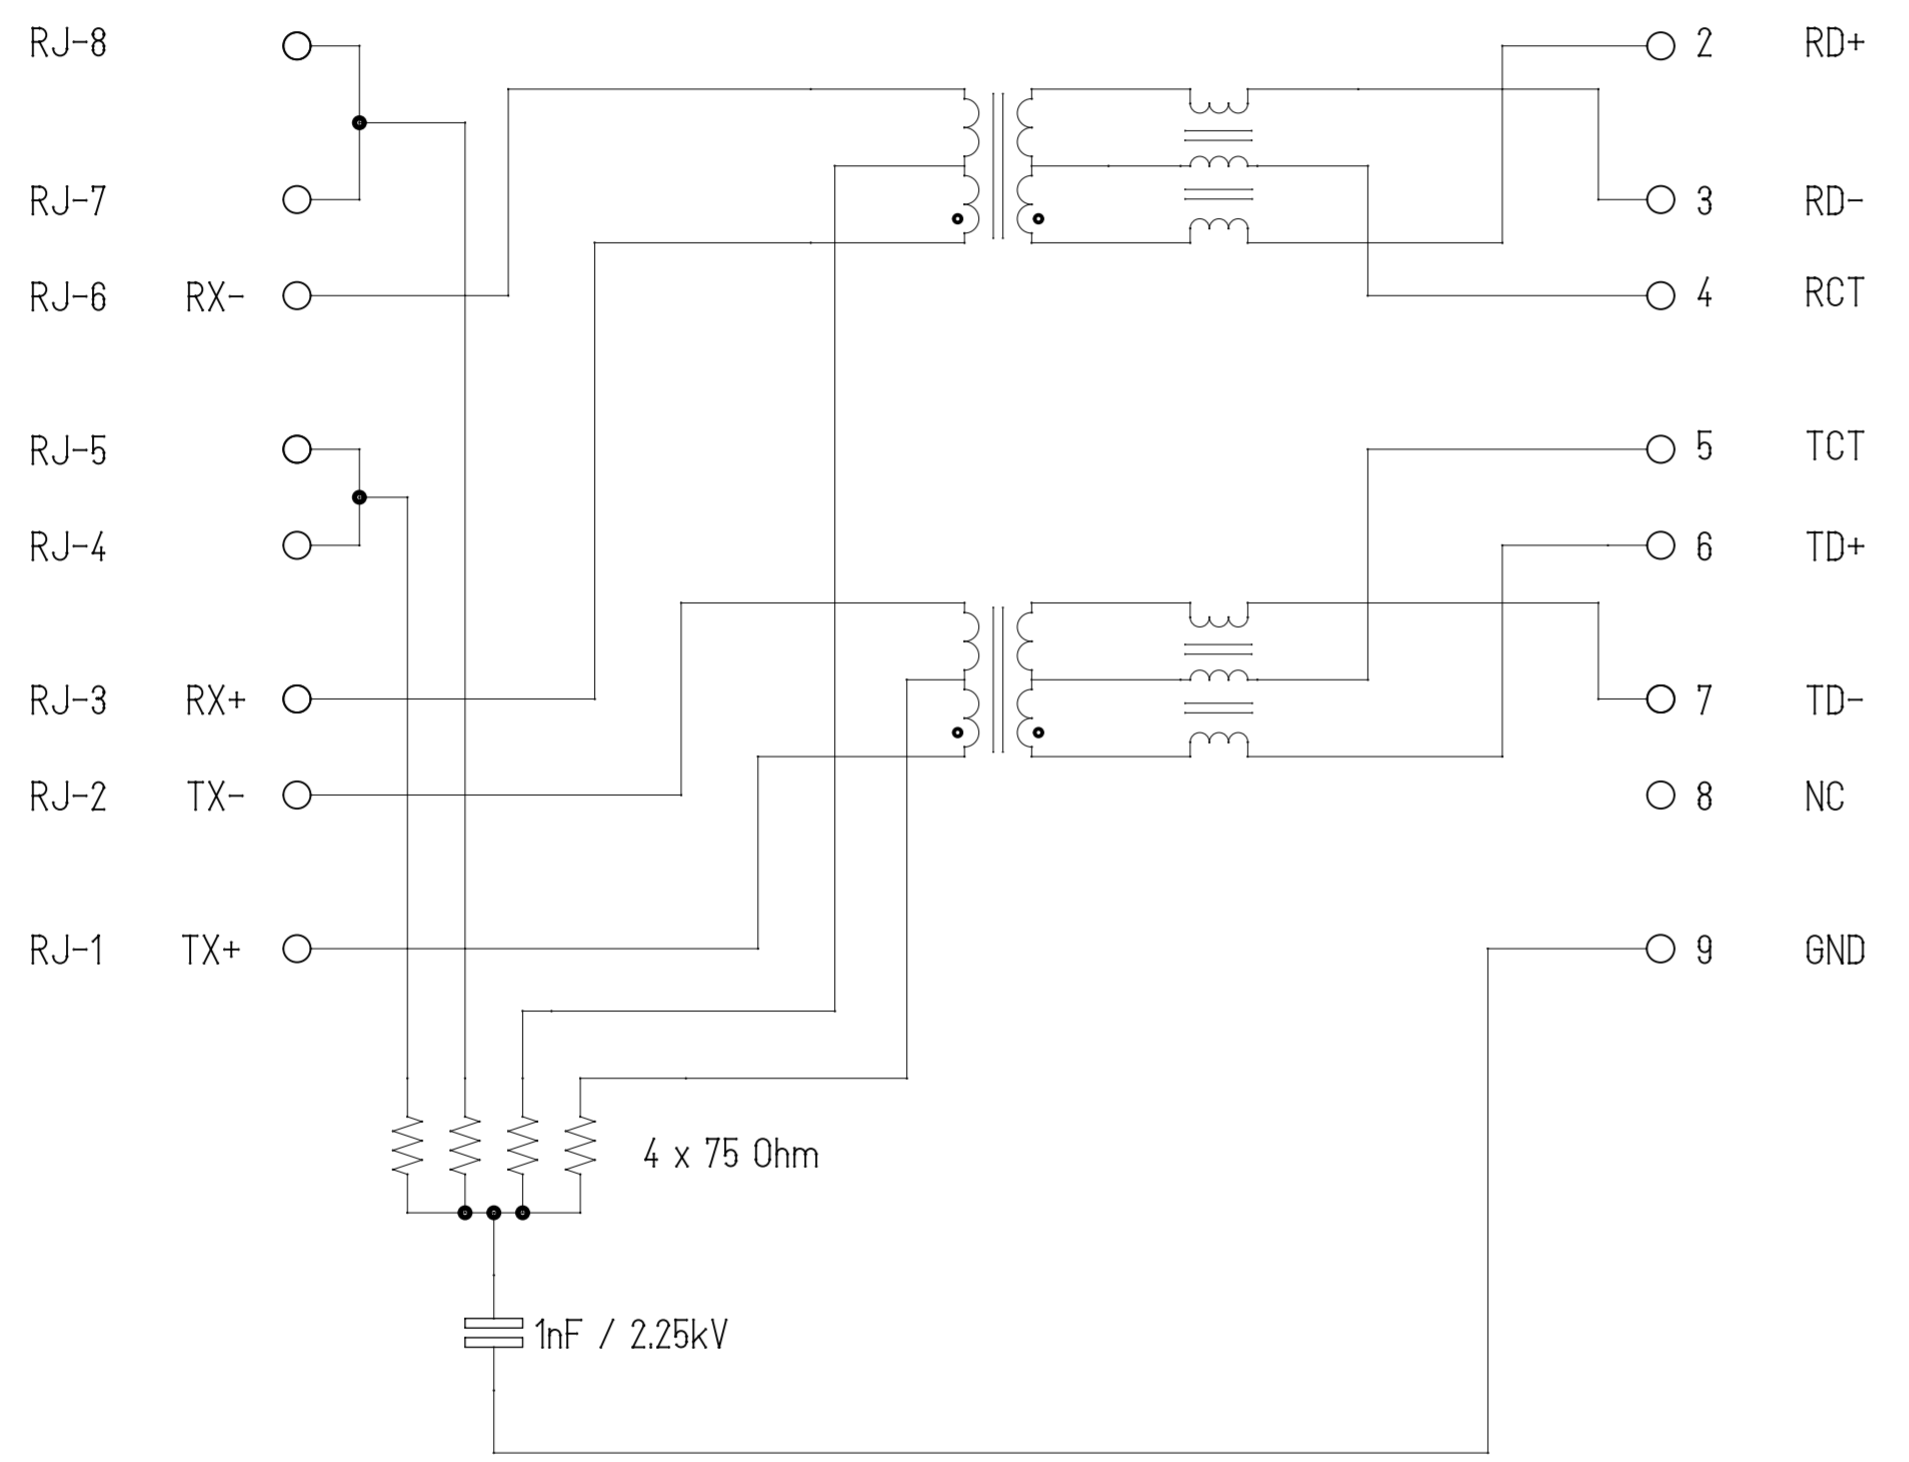 RJ-8 2 RD+
RJ-7 3 RD-
RJ-6 RX- 4 RCT
RJ-5 5 TCT
RJ-4 6 TD+
RJ-3 RX+ 7 TD-
RJ-2 TX- 8 NC
RJ-1 TX+ 9 GND
4 x 75 Ohm
1nF / 2.25kV